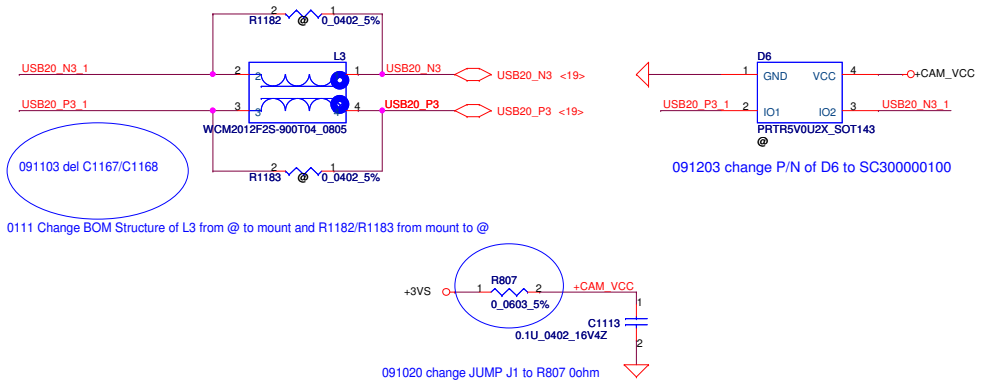 2 1
R1182 @ 0_0402_5%
L3
USB20_N3_1 2 2 1 USB20_N3 USB20_N3 <19>
USB20_P3_1 3 3 4 USB20_P3 USB20_P3 <19>
WCM2012F2S-900T04_0805
2 1
R1183 @ 0_0402_5%
091103 del C1167/C1168
0111 Change BOM Structure of L3 from @ to mount and R1182/R1183 from mount to @
D6
1 GND VCC 4 +CAM_VCC
USB20_P3_1 2 IO1 IO2 3 USB20_N3_1
PRTR5V0U2X_SOT143
@
091203 change P/N of D6 to SC300000100
R807
+3VS 1 2 +CAM_VCC
0_0603_5%
1
C1113
0.1U_0402_16V4Z
2
091020 change JUMP J1 to R807 0ohm